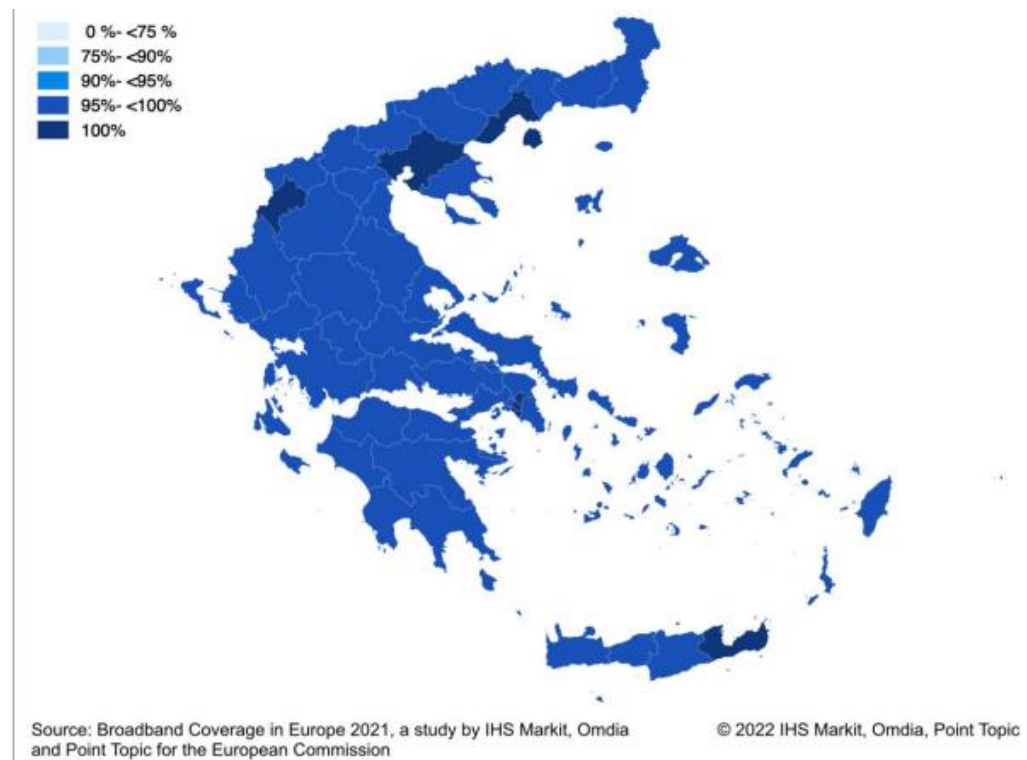 0 %- <75 %
75%- <90%
90%- <95%
95%- <100%
100%
Source: Broadband Coverage in Europe 2021, a study by IHS Markit, Omdia
and Point Topic for the European Commission
© 2022 IHS Markit, Omdia, Point Topic